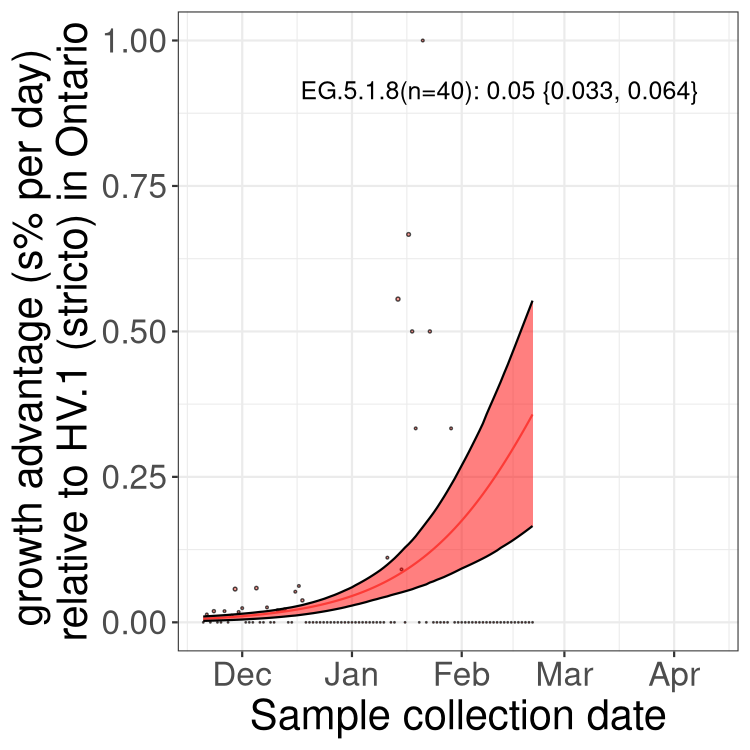 growth advantage (s% per day)
relative to HV.1 (stricto) in Ontario
1.00
0.75
0.50
0.25
0.00
EG.5.1.8(n=40): 0.05 {0.033, 0.064}
Dec Jan Feb Mar Apr
Sample collection date